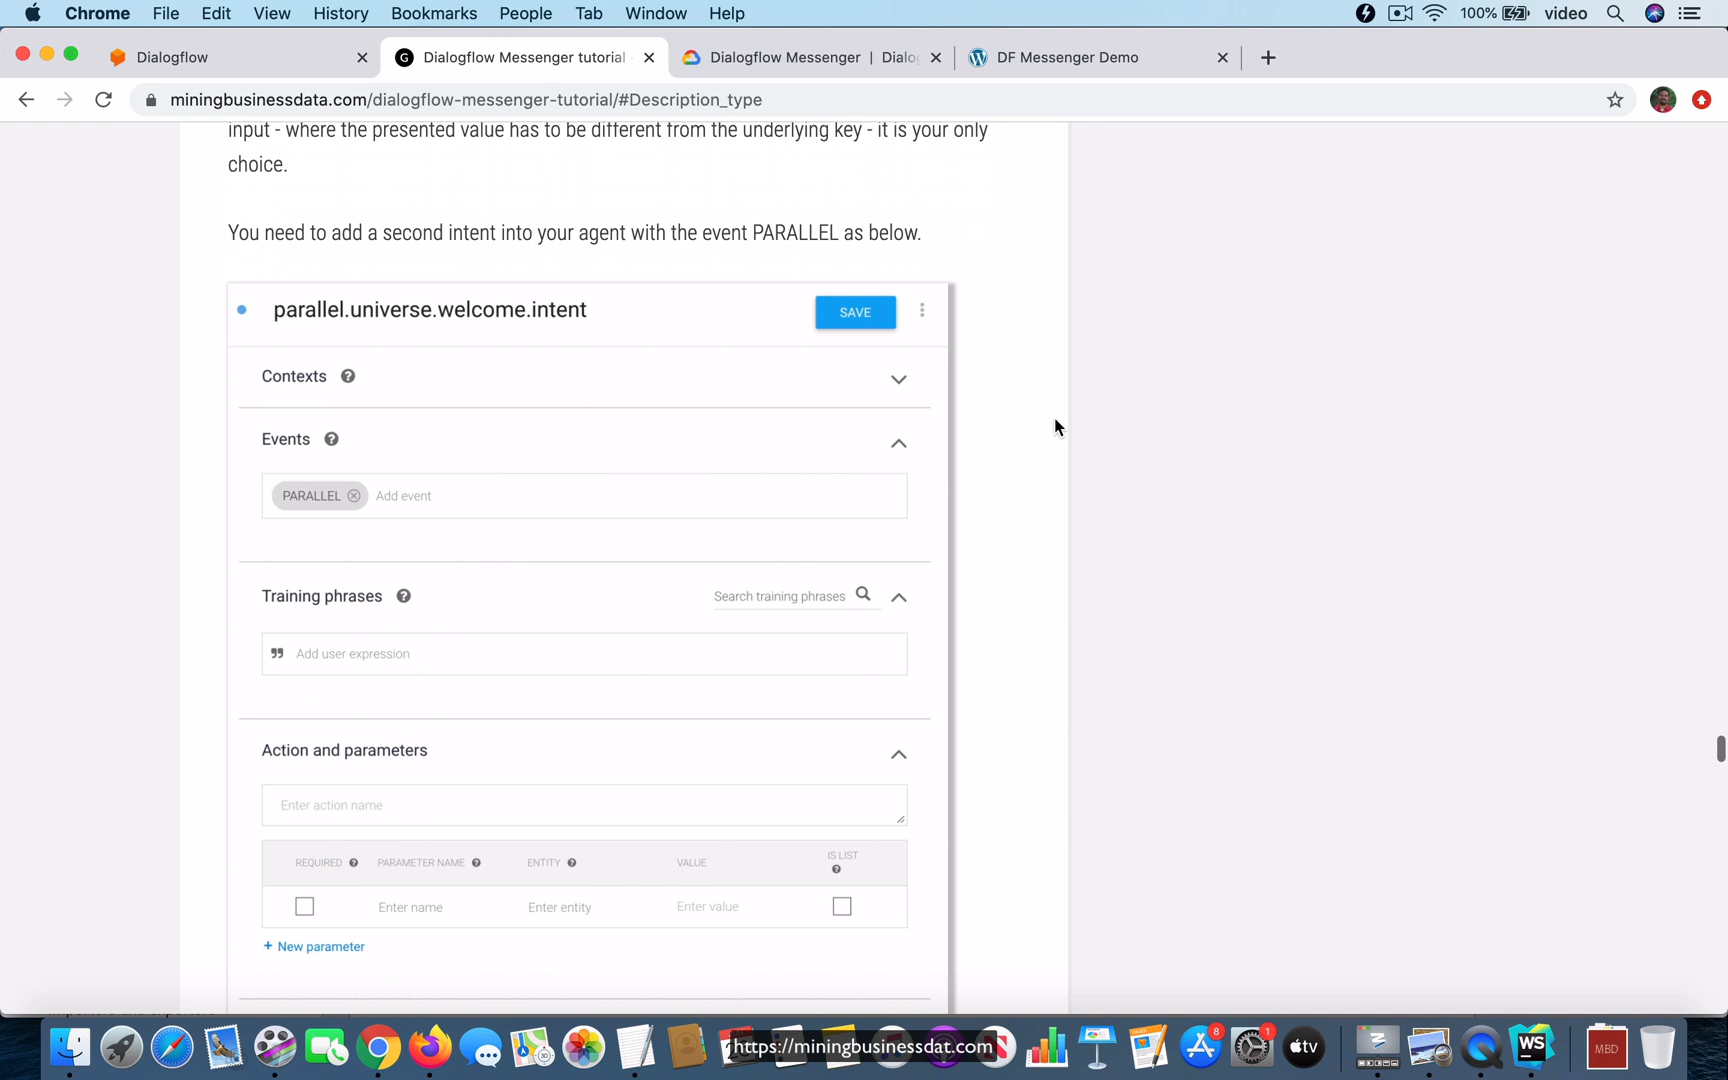 Chrome File Edit View History Bookmarks People Tab Window Help 100% video
Dialogflow
Dialogflow Messenger tutorial
Dialogflow Messenger | Dialo
DF Messenger Demo
miningbusinessdata.com/dialogflow-messenger-tutorial/#Description_type
input - where the presented value has to be different from the underlying key - it is your only
choice.
You need to add a second intent into your agent with the event PARALLEL as below.
parallel.universe.welcome.intent
SAVE
Contexts
Events
PARALLEL Add event
Training phrases Search training phrases
Add user expression
Action and parameters
Enter action name
REQUIRED PARAMETER NAME ENTITY VALUE IS LIST
Enter name Enter entity Enter value
+ New parameter
https://miningbusinessdat.com
8
1
tv
WS
MBD